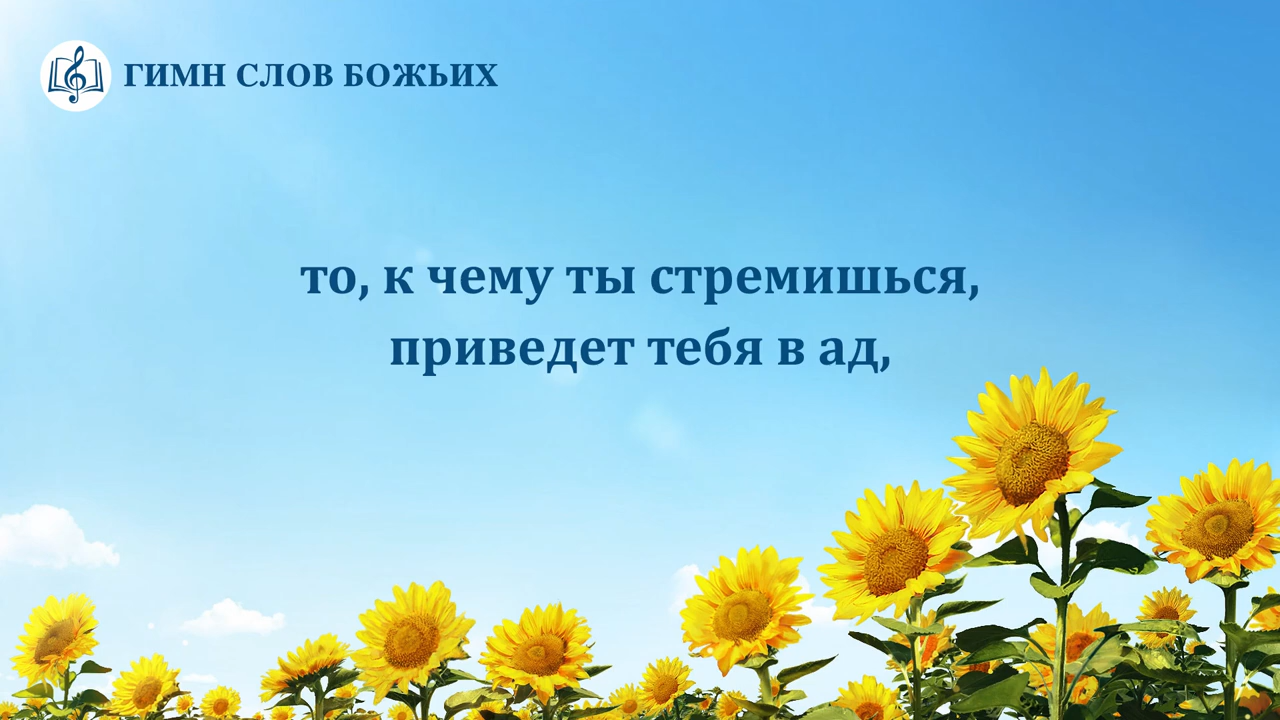 ГИМН СЛОВ БОЖЬИХ
то, к чему ты стремишься,
приведет тебя в ад,